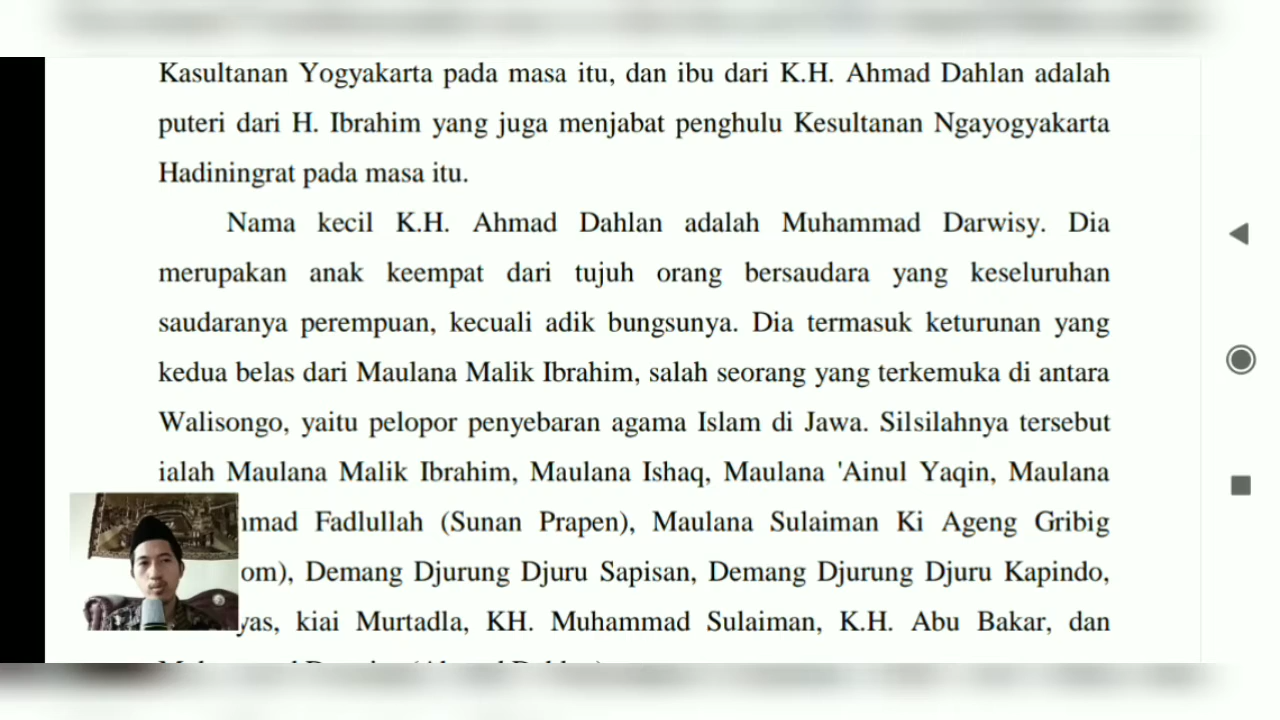 Kasultanan Yogyakarta pada masa itu, dan ibu dari K.H. Ahmad Dahlan adalah
puteri dari H. Ibrahim yang juga menjabat penghulu Kesultanan Ngayogyakarta
Hadiningrat pada masa itu.
Nama kecil K.H. Ahmad Dahlan adalah Muhammad Darwisy. Dia
merupakan anak keempat dari tujuh orang bersaudara yang keseluruhan
saudaranya perempuan, kecuali adik bungsunya. Dia termasuk keturunan yang
kedua belas dari Maulana Malik Ibrahim, salah seorang yang terkemuka di antara
Walisongo, yaitu pelopor penyebaran agama Islam di Jawa. Silsilahnya tersebut
ialah Maulana Malik Ibrahim, Maulana Ishaq, Maulana 'Ainul Yaqin, Maulana
Fadlullah (Sunan Prapen), Maulana Sulaiman Ki Ageng Gribig
Demang Djurung Djuru Sapisan, Demang Djurung Djuru Kapindo,
kiai Murtadla, KH. Muhammad Sulaiman, K.H. Abu Bakar, dan